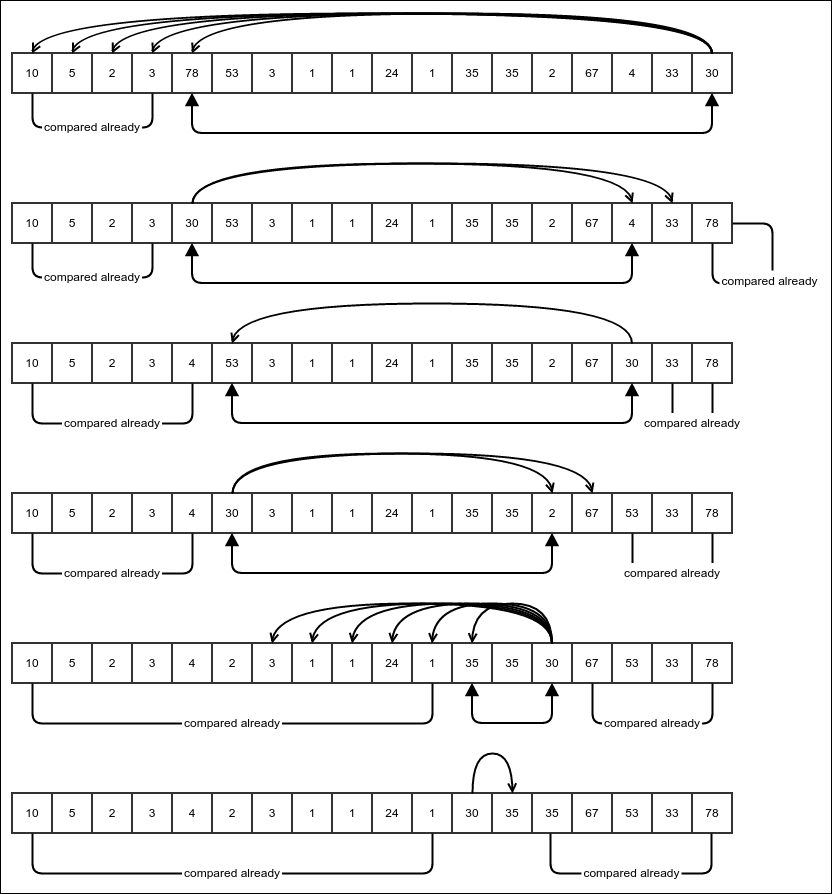 10 5 2 3 78 53 3 1 1 24 1 35 35 2 67 4 33 30
compared already
10 5 2 3 30 53 3 1 1 24 1 35 35 2 67 4 33 78
compared already compared already
10 5 2 3 4 53 3 1 1 24 1 35 35 2 67 30 33 78
compared already compared already
10 5 2 3 4 30 3 1 1 24 1 35 35 2 67 53 33 78
compared already compared already
10 5 2 3 4 2 3 1 1 24 1 35 35 30 67 53 33 78
compared already compared already
10 5 2 3 4 2 3 1 1 24 1 30 35 35 67 53 33 78
compared already compared already